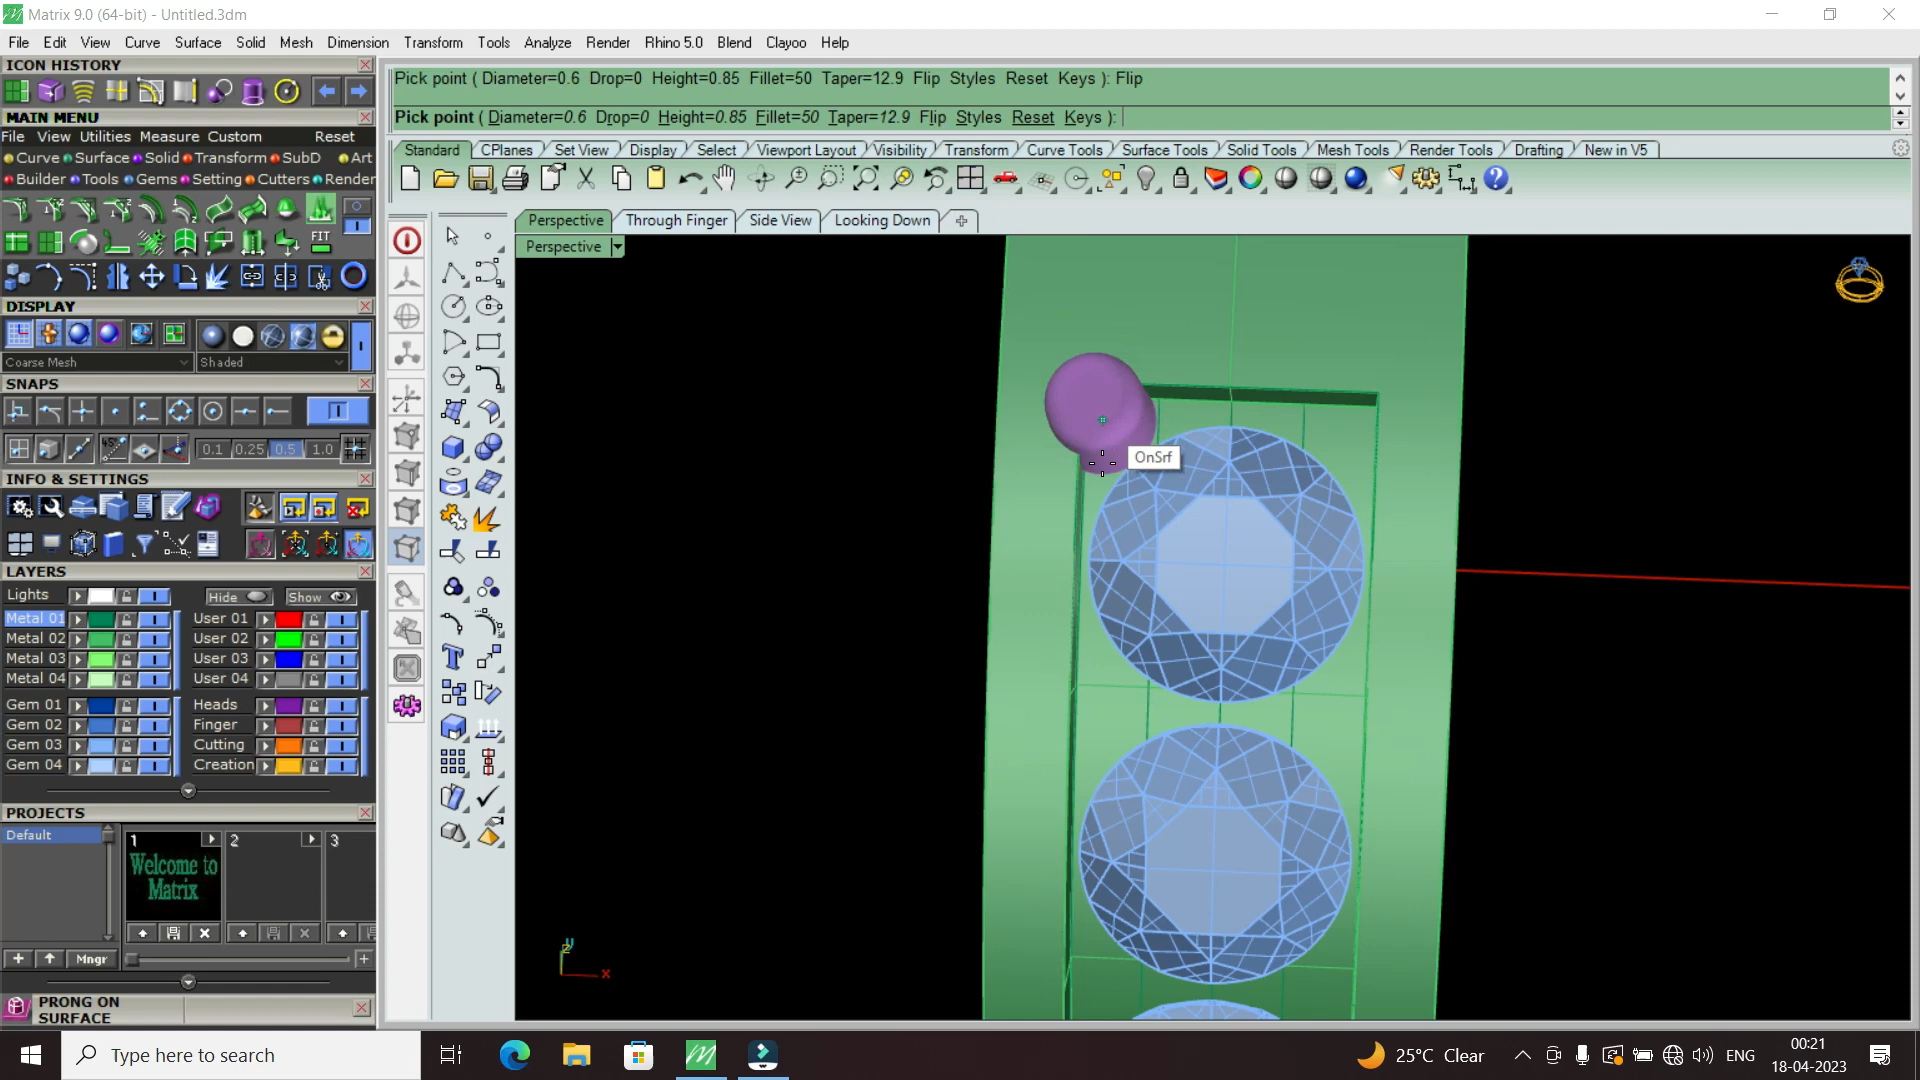 Matrix 9.0 (64-bit) - Untitled.3dm
File Edit View Curve Surface Solid Mesh Dimension Transform Tools Analyze Render Rhino 5.0 Blend Clayoo Help
ICON HISTORY
Pick point ( Diameter=0.6 Drop=0 Height=0.85 Fillet=50 Taper=12.9 Flip Styles Reset Keys ): Flip
Pick point ( Diameter=0.6 Drop=0 Height=0.85 Fillet=50 Taper=12.9 Flip Styles Reset Keys ):
MAIN MENU
File View Utilities Measure Custom Reset
Curve Surface Solid Transform SubD Art
Builder Tools Gems Setting Cutters Render
Standard CPlanes Set View Display Select Viewport Layout Visibility Transform Curve Tools Surface Tools Solid Tools Mesh Tools Render Tools Drafting New in V5
Perspective Through Finger Side View Looking Down
Perspective
FIT
DISPLAY
Coarse Mesh Shaded
SNAPS
0.1 0.25 0.5 1.0
OnSrf
INFO & SETTINGS
LAYERS
Lights Hide Show
Metal 01 User 01
Metal 02 User 02
Metal 03 User 03
Metal 04 User 04
Gem 01 Heads
Gem 02 Finger
Gem 03 Cutting
Gem 04 Creation
PROJECTS
Default 1 2 3
Welcome to
Matrix
Mngr
PRONG ON
SURFACE
z x
Type here to search
25°C Clear
ENG
00:21
18-04-2023